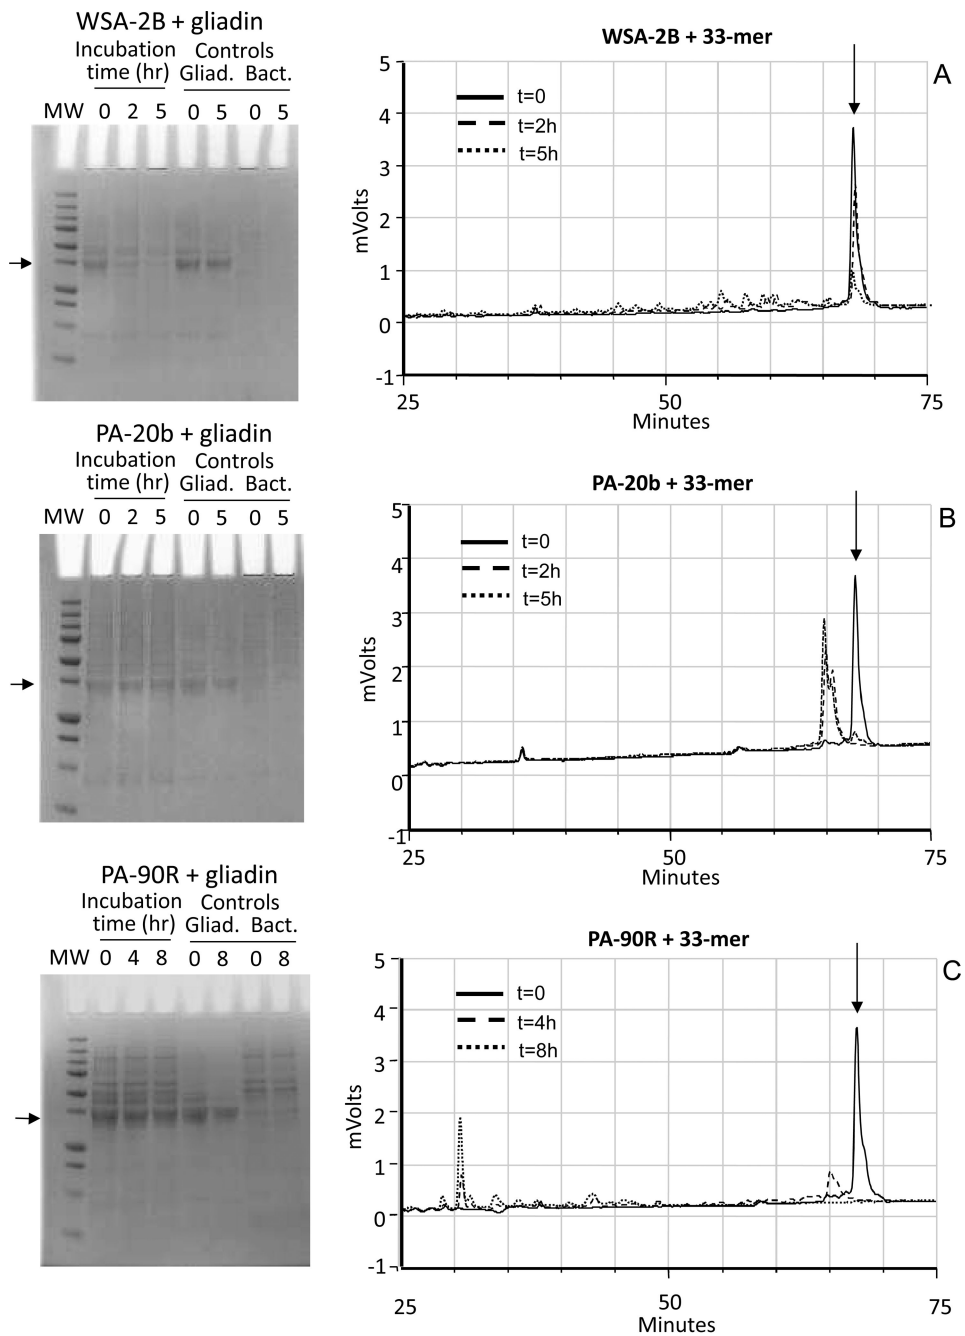 WSA-2B + gliadin
Incubation Controls
time (hr) Gliad. Bact.
MW 0 2 5 0 5 0 5
WSA-2B + 33-mer
A
t=0
t=2h
t=5h
5
4
3
2
1
0
-1
mVolts
25 50 75
Minutes
PA-20b + gliadin
Incubation Controls
time (hr) Gliad. Bact.
MW 0 2 5 0 5 0 5
PA-20b + 33-mer
B
t=0
t=2h
t=5h
5
4
3
2
1
0
-1
mVolts
25 50 75
Minutes
PA-90R + gliadin
Incubation Controls
time (hr) Gliad. Bact.
MW 0 4 8 0 8 0 8
PA-90R + 33-mer
C
t=0
t=4h
t=8h
5
4
3
2
1
0
-1
mVolts
25 50 75
Minutes